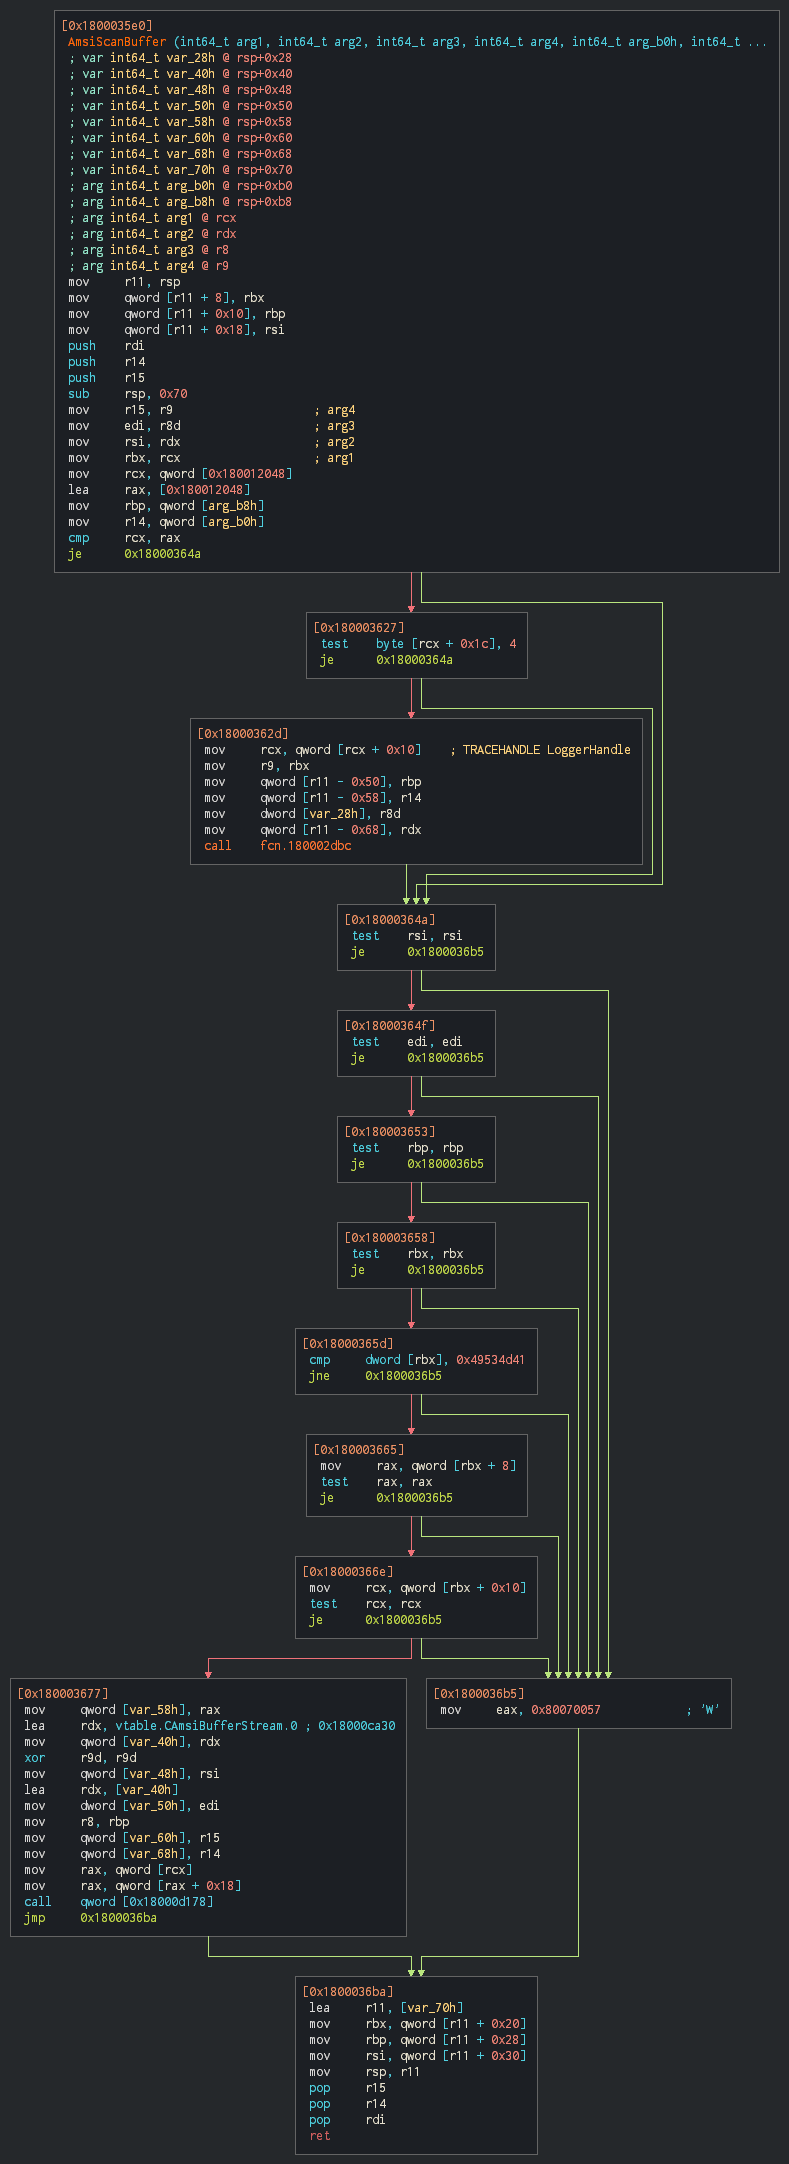 [0x1800035e0]
AmsiScanBuffer (int64_t arg1, int64_t arg2, int64_t arg3, int64_t arg4, int64_t arg_b0h, int64_t ...
; var int64_t var_28h @ rsp+0x28
; var int64_t var_40h @ rsp+0x40
; var int64_t var_48h @ rsp+0x48
; var int64_t var_50h @ rsp+0x50
; var int64_t var_58h @ rsp+0x58
; var int64_t var_60h @ rsp+0x60
; var int64_t var_68h @ rsp+0x68
; var int64_t var_70h @ rsp+0x70
; arg int64_t arg_b0h @ rsp+0xb0
; arg int64_t arg_b8h @ rsp+0xb8
; arg int64_t arg1 @ rcx
; arg int64_t arg2 @ rdx
; arg int64_t arg3 @ r8
; arg int64_t arg4 @ r9
mov r11, rsp
mov qword [r11 + 8], rbx
mov qword [r11 + 0x10], rbp
mov qword [r11 + 0x18], rsi
push rdi
push r14
push r15
sub rsp, 0x70
mov r15, r9 ; arg4
mov edi, r8d ; arg3
mov rsi, rdx ; arg2
mov rbx, rcx ; arg1
mov rcx, qword [0x180012048]
lea rax, [0x180012048]
mov rbp, qword [arg_b8h]
mov r14, qword [arg_b0h]
cmp rcx, rax
je 0x18000364a
[0x180003627]
test byte [rcx + 0x1c], 4
je 0x18000364a
[0x18000362d]
mov rcx, qword [rcx + 0x10] ; TRACEHANDLE LoggerHandle
mov r9, rbx
mov qword [r11 - 0x50], rbp
mov qword [r11 - 0x58], r14
mov dword [var_28h], r8d
mov qword [r11 - 0x68], rdx
call fcn.180002dbc
[0x18000364a]
test rsi, rsi
je 0x1800036b5
[0x18000364f]
test edi, edi
je 0x1800036b5
[0x180003653]
test rbp, rbp
je 0x1800036b5
[0x180003658]
test rbx, rbx
je 0x1800036b5
[0x18000365d]
cmp dword [rbx], 0x49534d41
jne 0x1800036b5
[0x180003665]
mov rax, qword [rbx + 8]
test rax, rax
je 0x1800036b5
[0x18000366e]
mov rcx, qword [rbx + 0x10]
test rcx, rcx
je 0x1800036b5
[0x180003677]
mov qword [var_58h], rax
lea rdx, vtable.CAmsiBufferStream.0 ; 0x18000ca30
mov qword [var_40h], rdx
xor r9d, r9d
mov qword [var_48h], rsi
lea rdx, [var_40h]
mov dword [var_50h], edi
mov r8, rbp
mov qword [var_60h], r15
mov qword [var_68h], r14
mov rax, qword [rcx]
mov rax, qword [rax + 0x18]
call qword [0x18000d178]
jmp 0x1800036ba
[0x1800036b5]
mov eax, 0x80070057 ; 'W'
[0x1800036ba]
lea r11, [var_70h]
mov rbx, qword [r11 + 0x20]
mov rbp, qword [r11 + 0x28]
mov rsi, qword [r11 + 0x30]
mov rsp, r11
pop r15
pop r14
pop rdi
ret